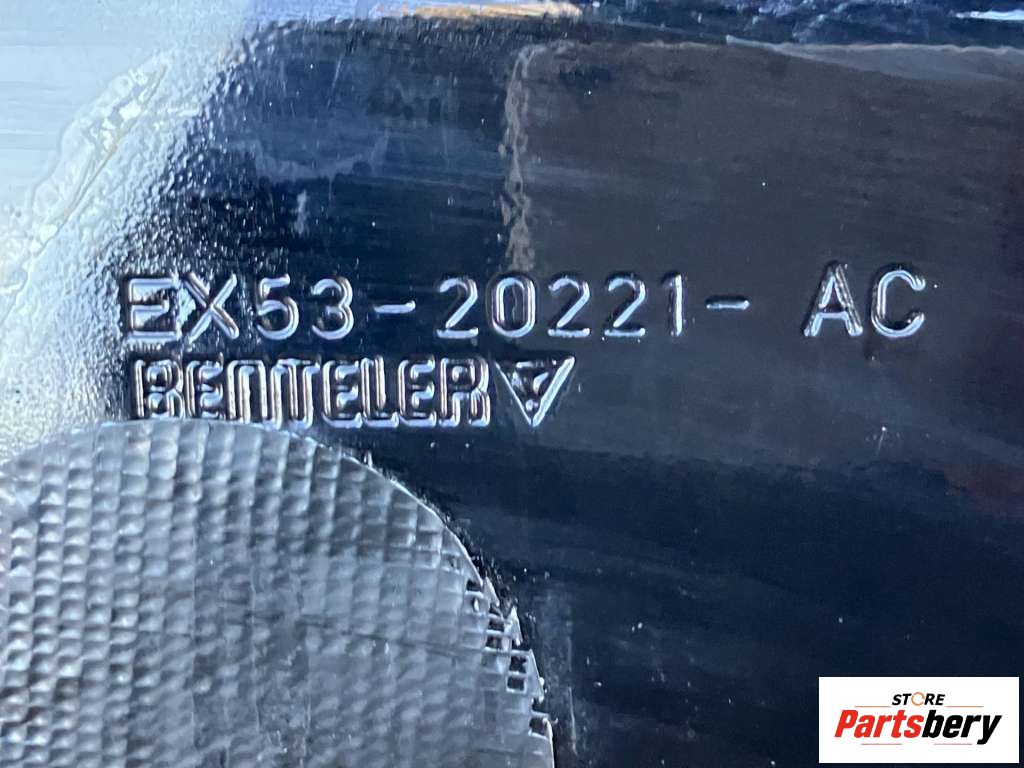 EX53-20221-AC
BENTELER
STORE
Partsbery